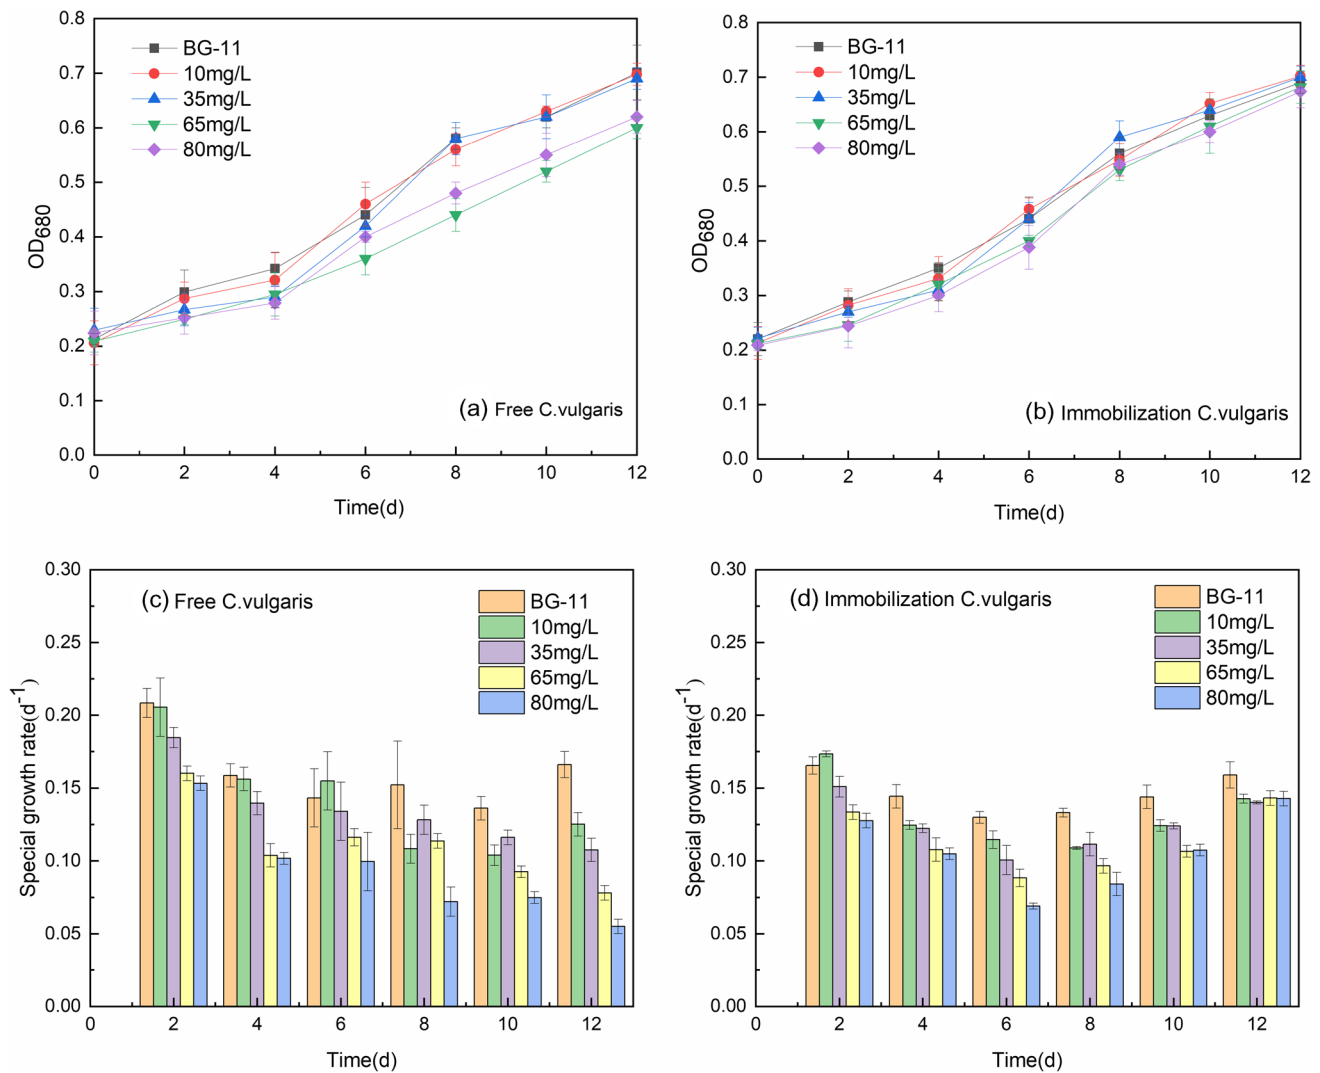 0.8
0.7
0.6
0.5
0.4
0.3
0.2
0.1
0.0
OD680
BG-11
10mg/L
35mg/L
65mg/L
80mg/L
(a) Free C.vulgaris
0 2 4 6 8 10 12
Time(d)
0.8
0.7
0.6
0.5
0.4
0.3
0.2
0.1
0.0
OD680
BG-11
10mg/L
35mg/L
65mg/L
80mg/L
(b) Immobilization C.vulgaris
0 2 4 6 8 10 12
Time(d)
0.30
0.25
0.20
0.15
0.10
0.05
0.00
Special growth rate(d-1)
(c) Free C.vulgaris
BG-11
10mg/L
35mg/L
65mg/L
80mg/L
0 2 4 6 8 10 12
Time(d)
0.30
0.25
0.20
0.15
0.10
0.05
0.00
Special growth rate(d-1)
(d) Immobilization C.vulgaris
BG-11
10mg/L
35mg/L
65mg/L
80mg/L
0 2 4 6 8 10 12
Time(d)